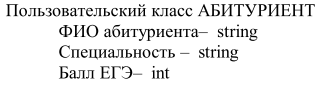 Пользовательский класс АБИТУРИЕНТ
ФИО абитуриента– string
Специальность – string
Балл ЕГЭ– int